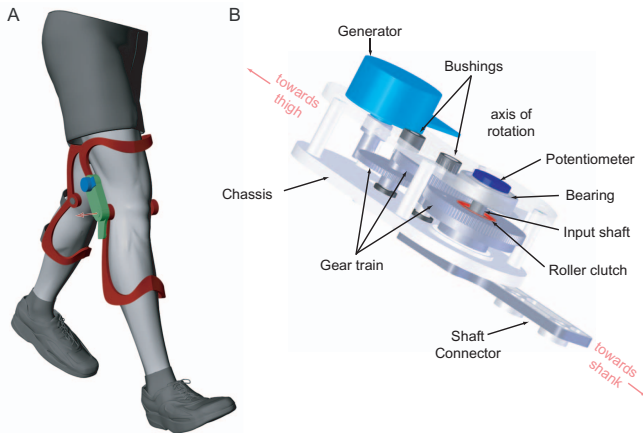 A
B
Generator
Bushings
towards
thigh
axis of
rotation
Potentiometer
Bearing
Chassis
Input shaft
Gear train
Roller clutch
Shaft
Connector
towards
shank